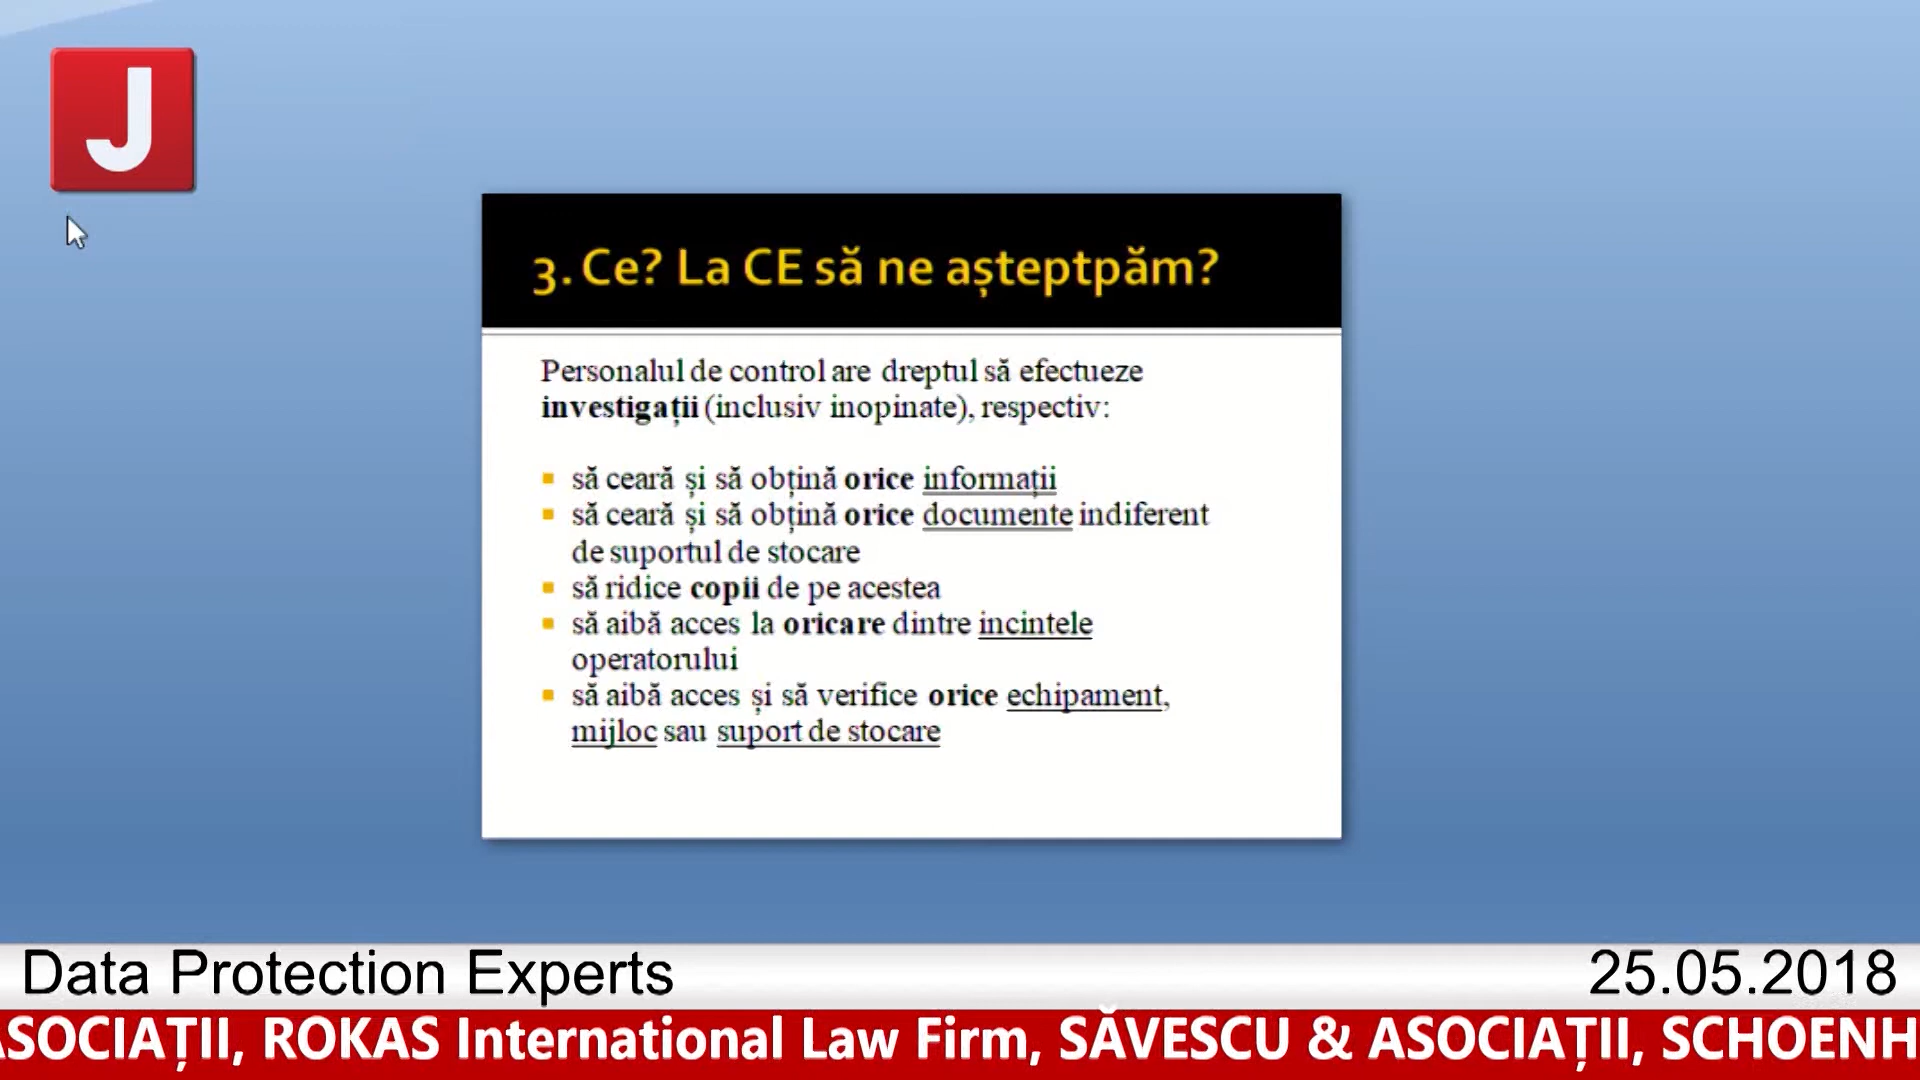 J
3. Ce? La CE să ne așteptpăm?
Personalul de control are dreptul să efectueze
investigații (inclusiv inopinate), respectiv:
să ceară și să obțină orice informații
să ceară și să obțină orice documente indiferent
de suportul de stocare
să ridice copii de pe acestea
să aibă acces la oricare dintre incintele
operatorului
să aibă acces și să verifice orice echipament,
mijloc sau suport de stocare
Data Protection Experts
25.05.2018
ASOCIAȚII, ROKAS International Law Firm, SĂVESCU & ASOCIAȚII, SCHOENH